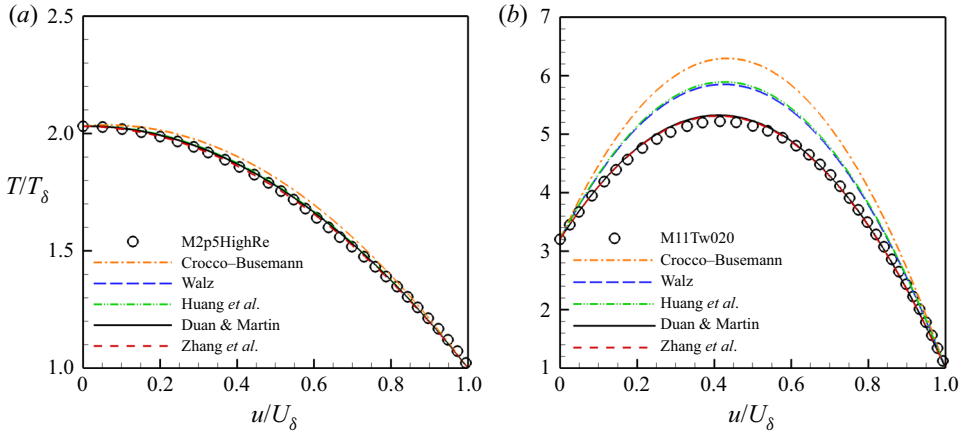 (a)
2.5
2.0
T/Tδ
1.5
1.0
M2p5HighRe
Crocco–Busemann
Walz
Huang et al.
Duan & Martin
Zhang et al.
0 0.2 0.4 0.6 0.8 1.0
u/Uδ
(b)
7
6
5
4
3
2
1
M11Tw020
Crocco–Busemann
Walz
Huang et al.
Duan & Martin
Zhang et al.
0 0.2 0.4 0.6 0.8 1.0
u/Uδ